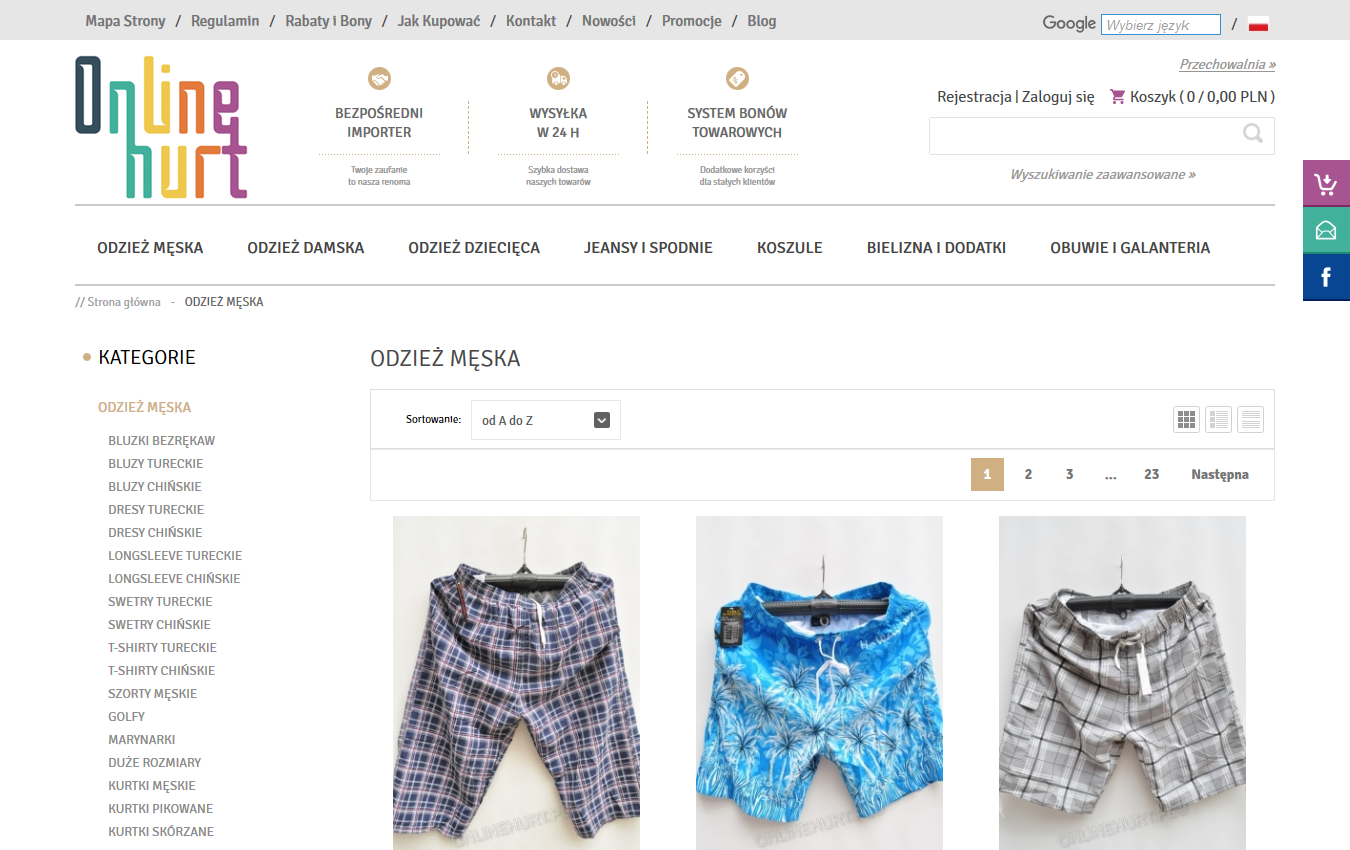 Mapa Strony / Regulamin / Rabaty i Bony / Jak Kupować / Kontakt / Nowości / Promocje / Blog
Google Wybierz język /
Online
hurt
BEZPOŚREDNI
IMPORTER
Twoje zaufanie
to nasza renoma
WYSYŁKA
W 24 H
Szybka dostawa
naszych towarów
SYSTEM BONÓW
TOWAROWYCH
Dodatkowe korzyści
dla stałych klientów
Przechowalnia »
Rejestracja | Zaloguj się Koszyk ( 0 / 0,00 PLN )
Wyszukiwanie zaawansowane »
ODZIEŻ MĘSKA ODZIEŻ DAMSKA ODZIEŻ DZIECIĘCA JEANSY I SPODNIE KOSZULE BIELIZNA I DODATKI OBUWIE I GALANTERIA
f
// Strona główna - ODZIEŻ MĘSKA
KATEGORIE
ODZIEŻ MĘSKA
BLUZKI BEZRĘKAW
BLUZY TURECKIE
BLUZY CHIŃSKIE
DRESY TURECKIE
DRESY CHIŃSKIE
LONGSLEEVE TURECKIE
LONGSLEEVE CHIŃSKIE
SWETRY TURECKIE
SWETRY CHIŃSKIE
T-SHIRTY TURECKIE
T-SHIRTY CHIŃSKIE
SZORTY MĘSKIE
GOLFY
MARYNARKI
DUŻE ROZMIARY
KURTKI MĘSKIE
KURTKI PIKOWANE
KURTKI SKÓRZANE
ODZIEŻ MĘSKA
Sortowanie: od A do Z
1 2 3 ... 23 Następna